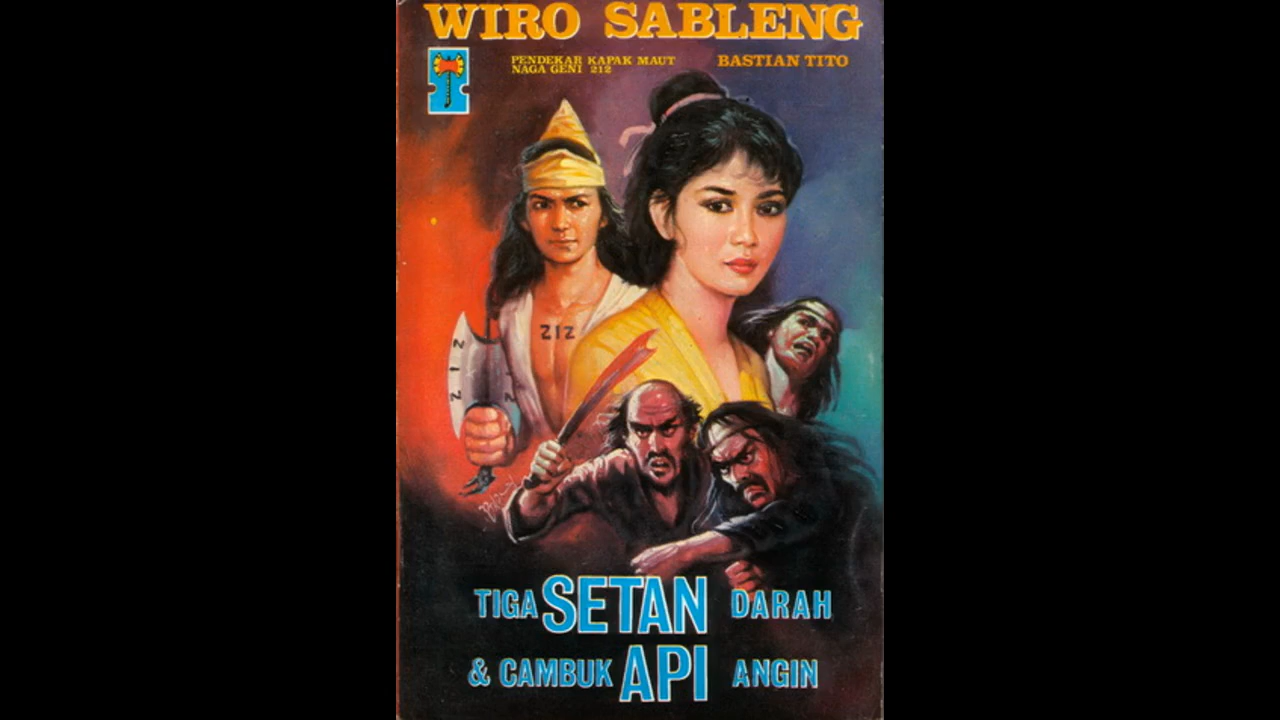 WIRO SABLENG
PENDEKAR KAPAK MAUT
NAGA GENI 212
BASTIAN TITO
212
212
TIGA SETAN DARAH
& CAMBUK API ANGIN